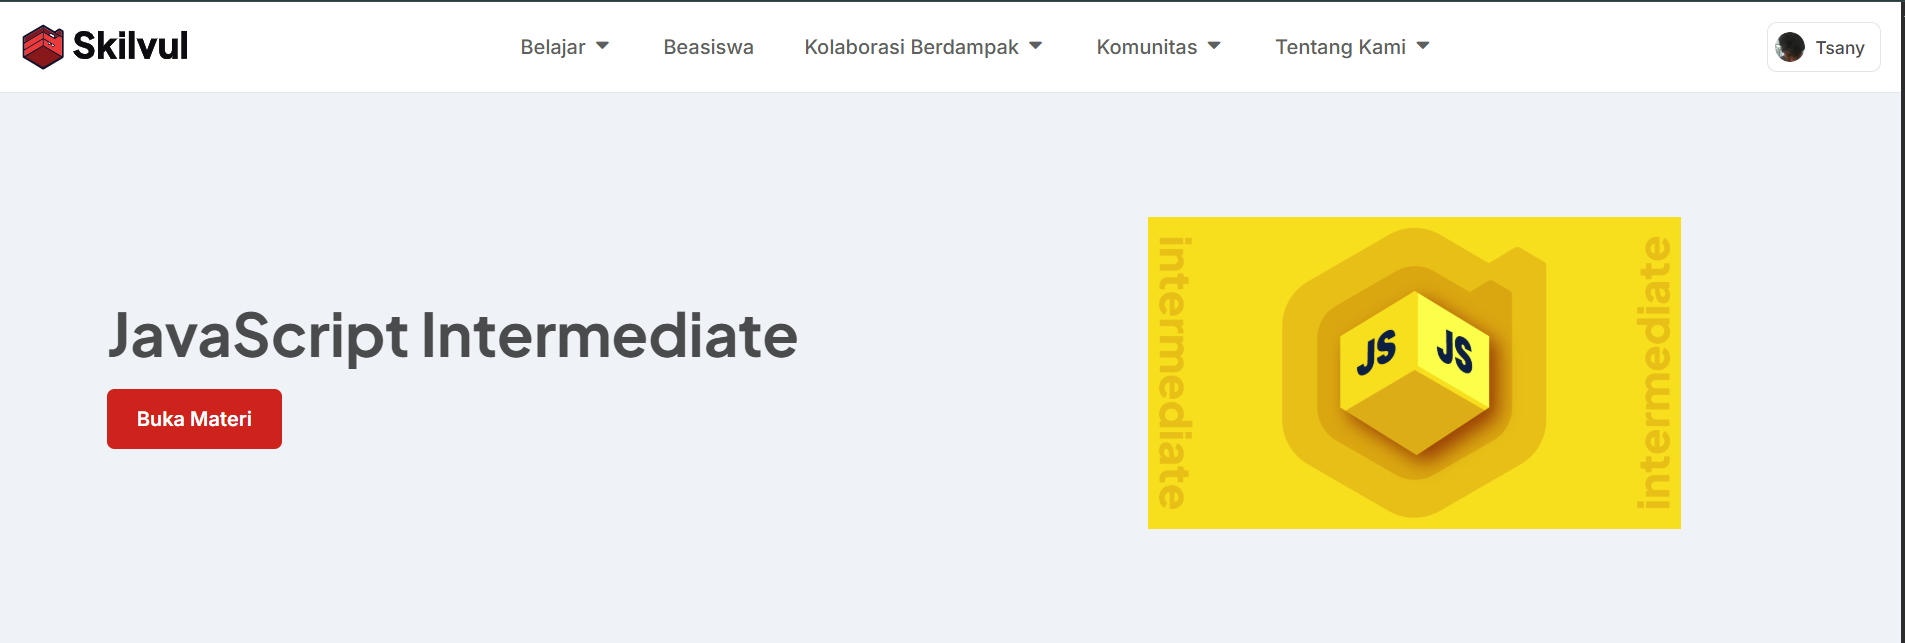 Skilvul
Belajar
Beasiswa
Kolaborasi Berdampak
Komunitas
Tentang Kami
Tsany
JavaScript Intermediate
Buka Materi
intermediate
JS
JS
intermediate